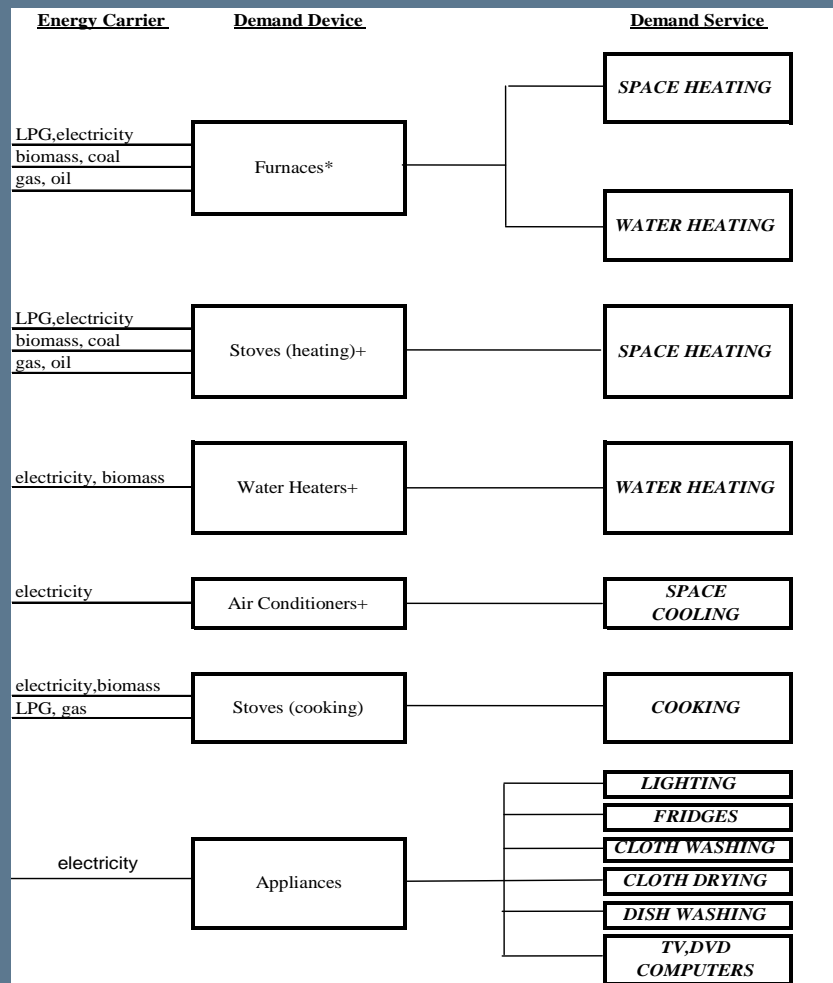 Energy Carrier Demand Device Demand Service
SPACE HEATING
LPG,electricity
biomass, coal
gas, oil
Furnaces*
WATER HEATING
LPG,electricity
biomass, coal
gas, oil
Stoves (heating)+
SPACE HEATING
electricity, biomass
Water Heaters+
WATER HEATING
electricity
Air Conditioners+
SPACE
COOLING
electricity,biomass
LPG, gas
Stoves (cooking)
COOKING
electricity
Appliances
LIGHTING
FRIDGES
CLOTH WASHING
CLOTH DRYING
DISH WASHING
TV,DVD
COMPUTERS